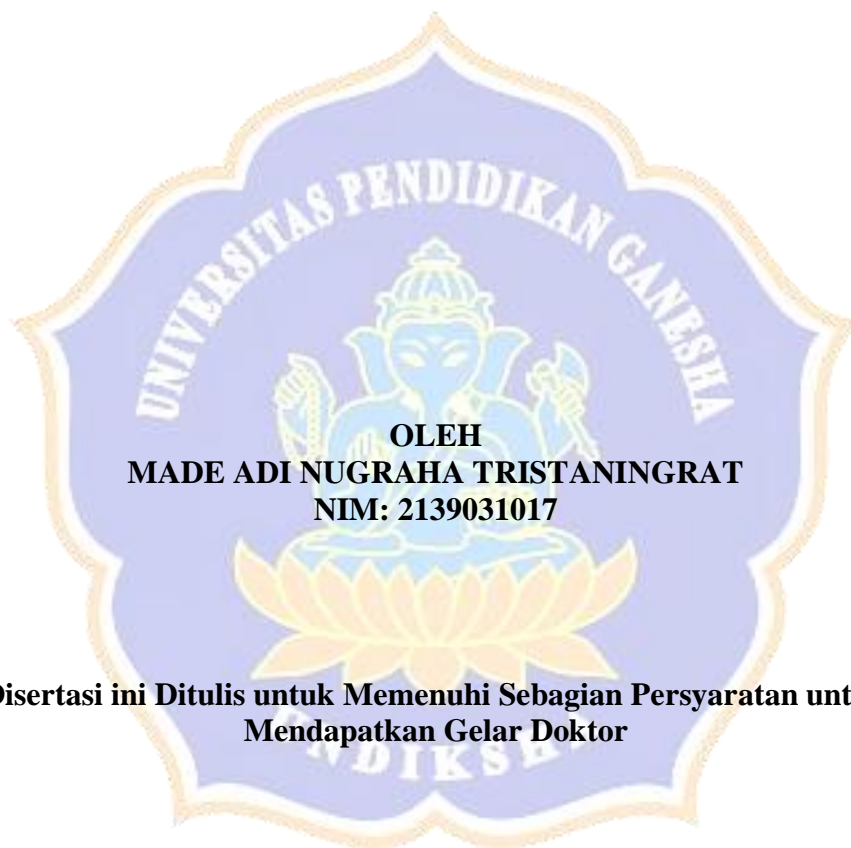 UNIVERSITAS PENDIDIKAN GANESHA
OLEH
MADE ADI NUGRAHA TRISTANINGRAT
NIM: 2139031017
Disertasi ini Ditulis untuk Memenuhi Sebagian Persyaratan
Mendapatkan Gelar Doktor
UNDIKSHA